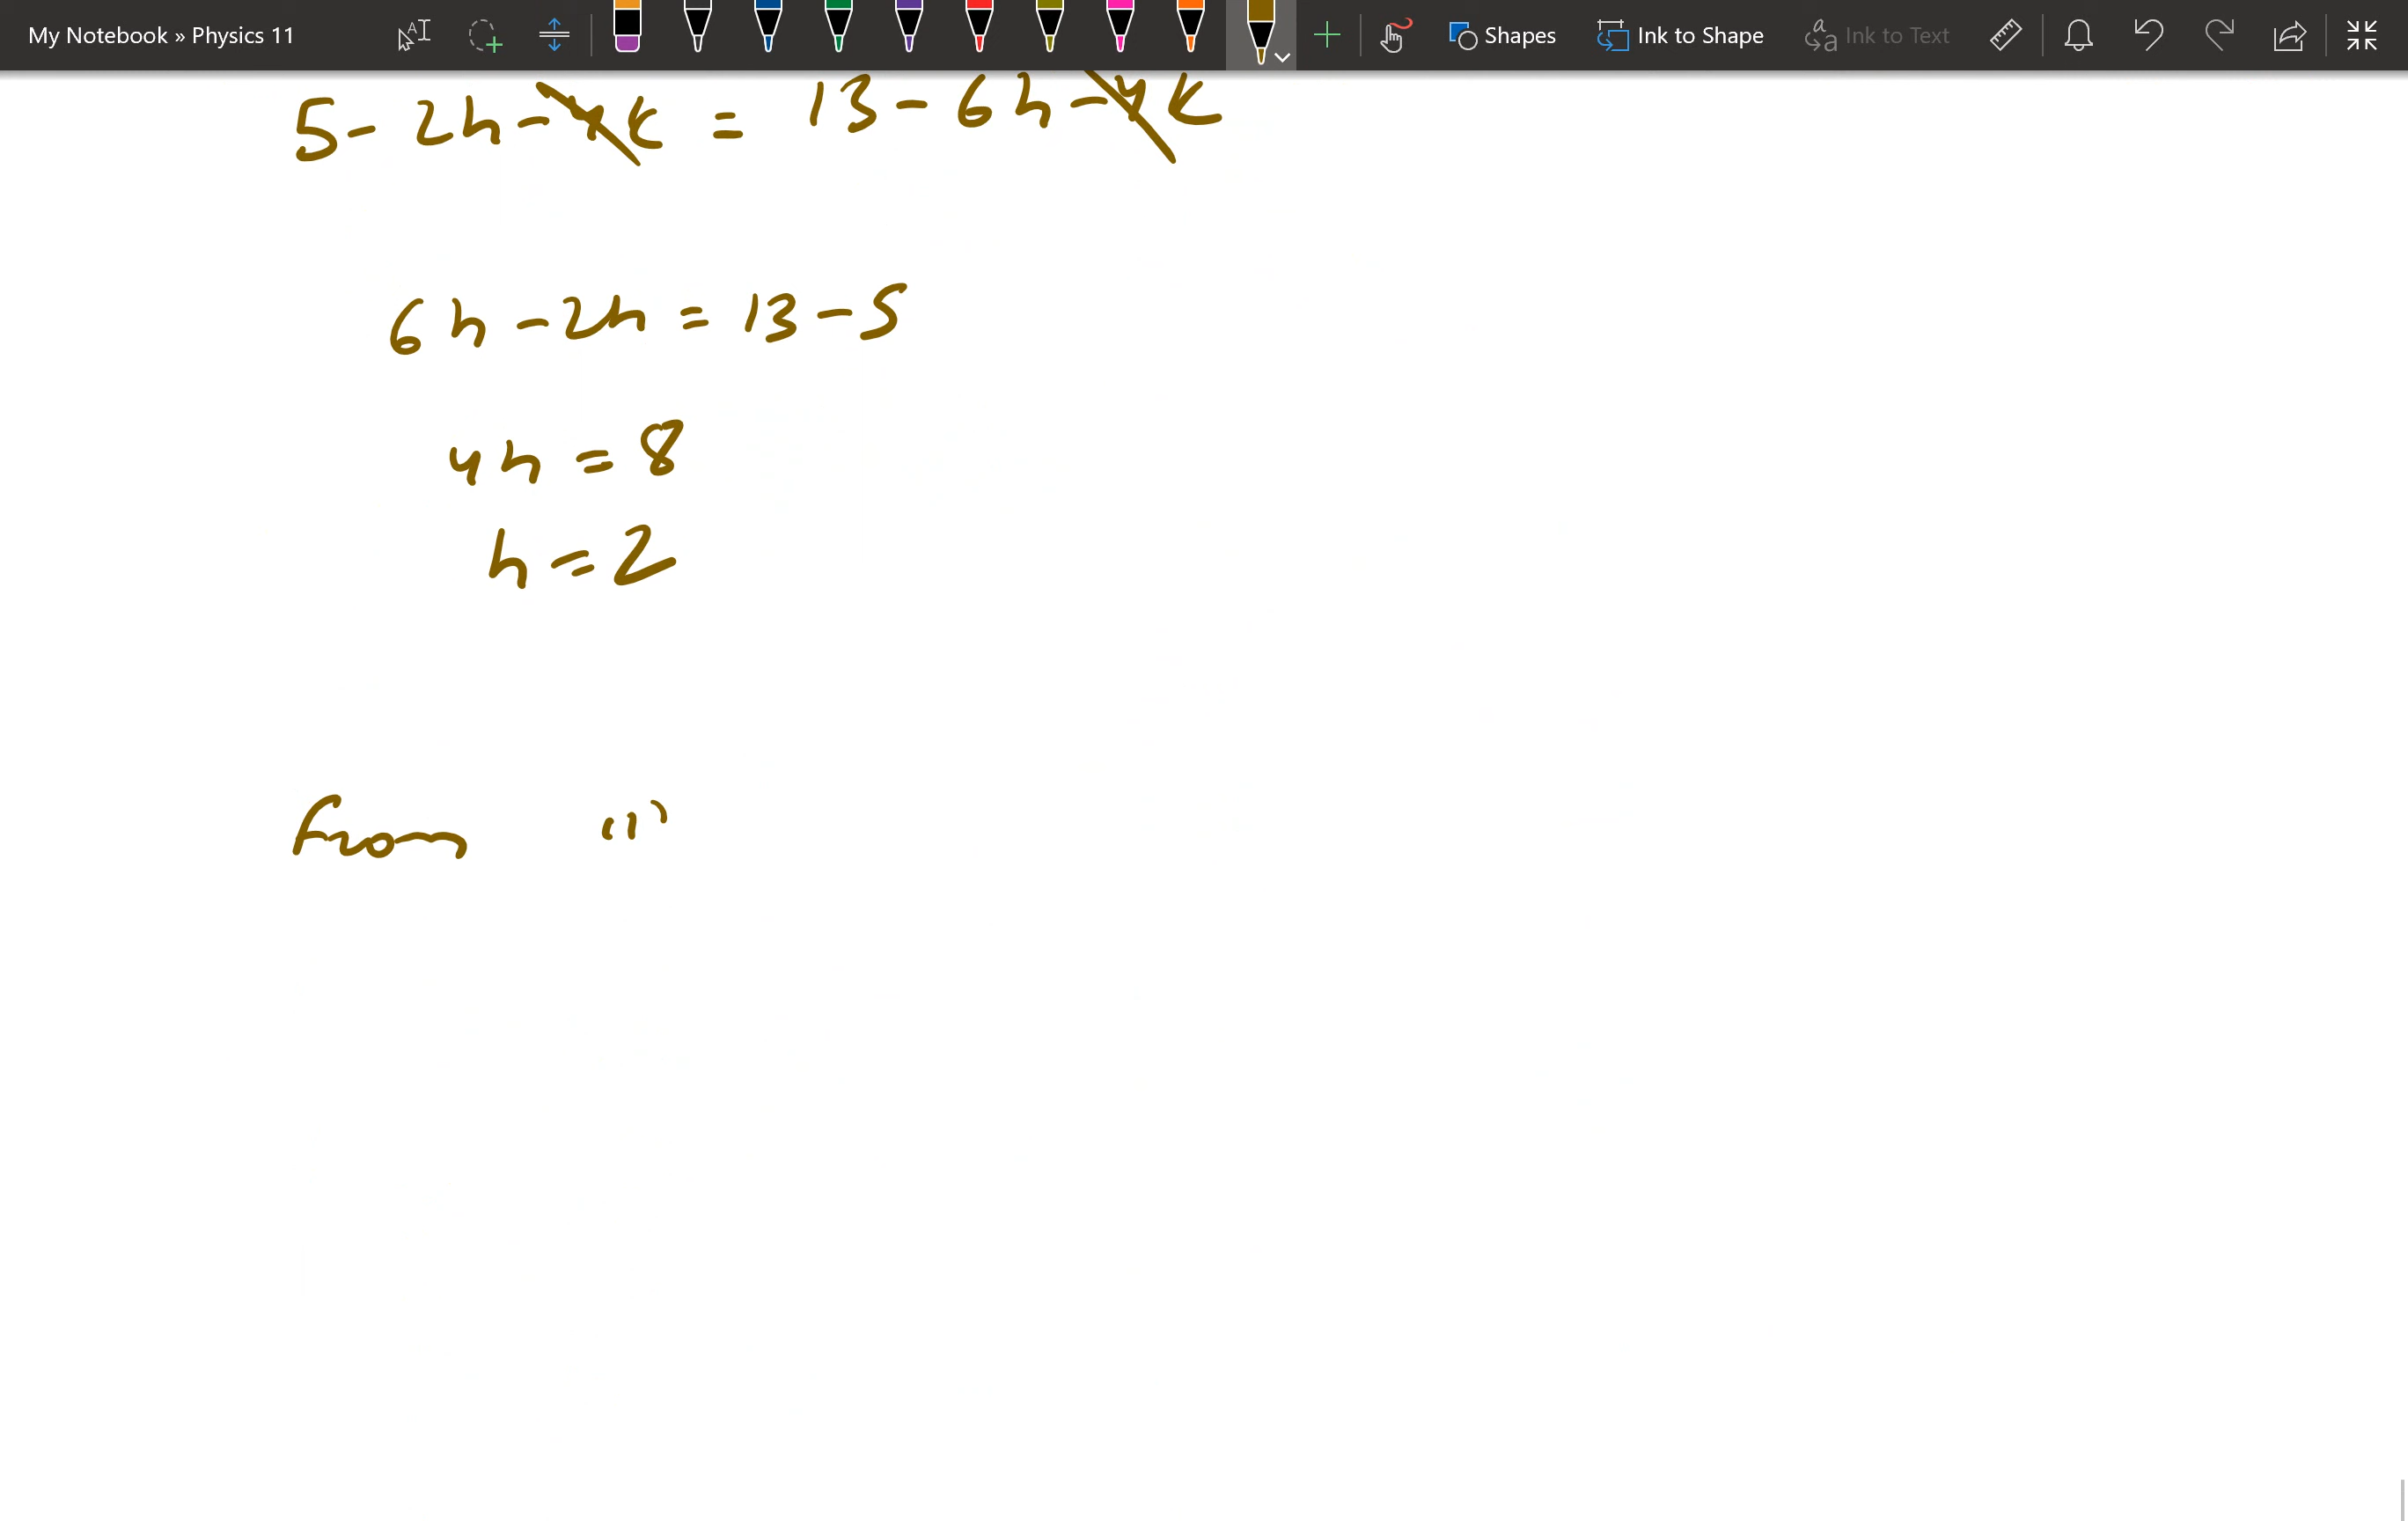 My Notebook » Physics 11 Shapes Ink to Shape Ink to Text
5 - 2h - 4k = 13 - 6h - 4k
6h - 2h = 13 - 5
4h = 8
h = 2
From (1)